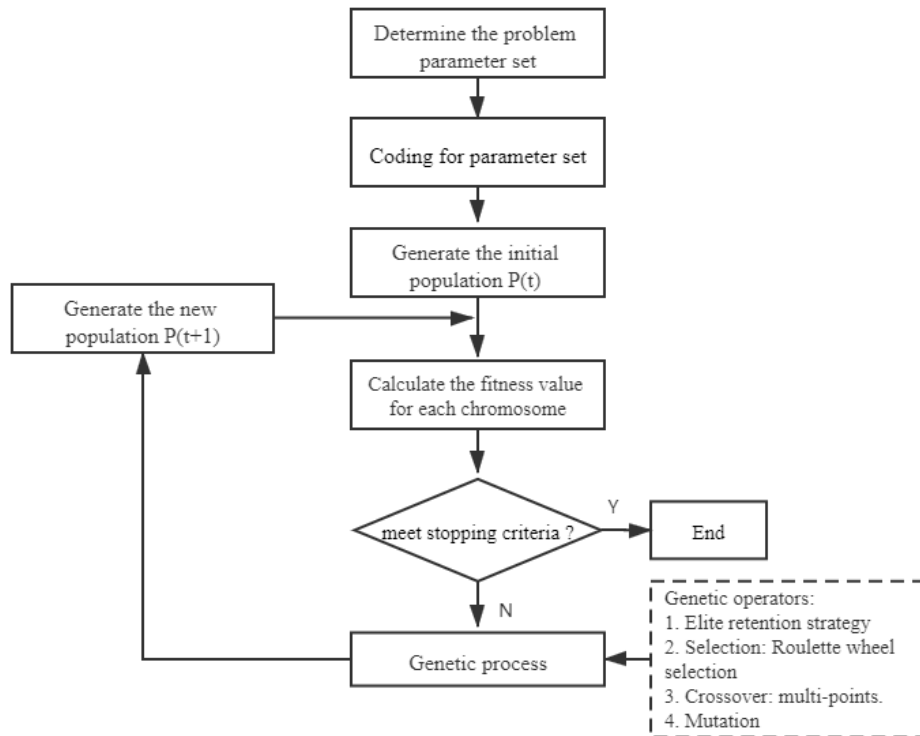 Determine the problem
parameter set
Coding for parameter set
Generate the initial
population P(t)
Generate the new
population P(t+1)
Calculate the fitness value
for each chromosome
meet stopping criteria ?
Y
End
N
Genetic process
Genetic operators:
1. Elite retention strategy
2. Selection: Roulette wheel
selection
3. Crossover: multi-points.
4. Mutation